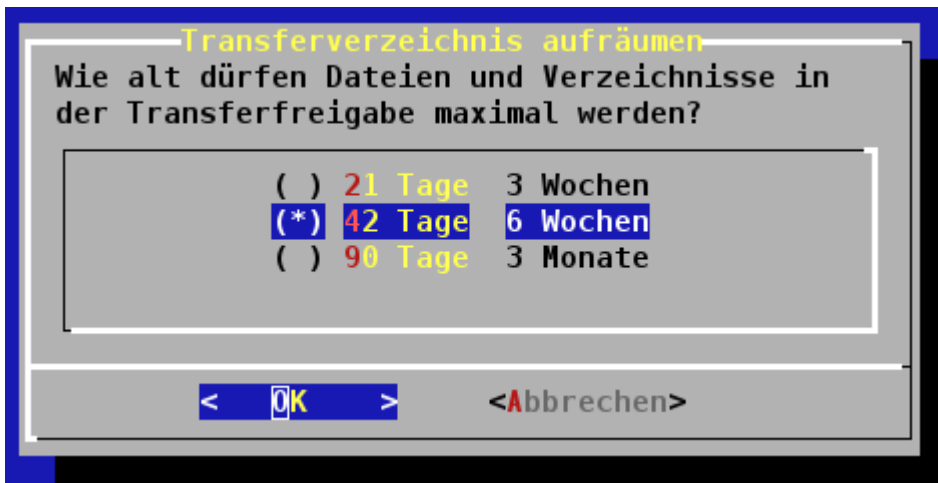 Transferverzeichnis aufräumen
Wie alt dürfen Dateien und Verzeichnisse in
der Transferfreigabe maximal werden?
( ) 21 Tage 3 Wochen
(*) 42 Tage 6 Wochen
( ) 90 Tage 3 Monate
< OK > <Abbrechen>